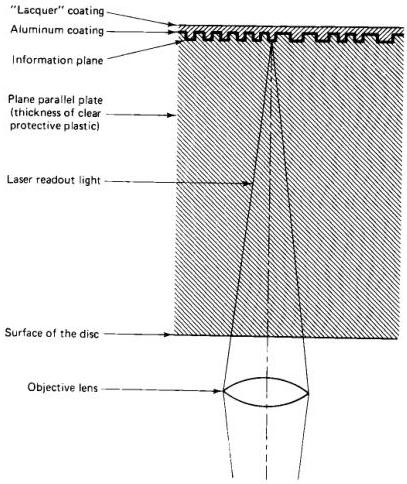 "Lacquer" coating
Aluminum coating
Information plane
Plane parallel plate
(thickness of clear
protective plastic)
Laser readout light
Surface of the disc
Objective lens